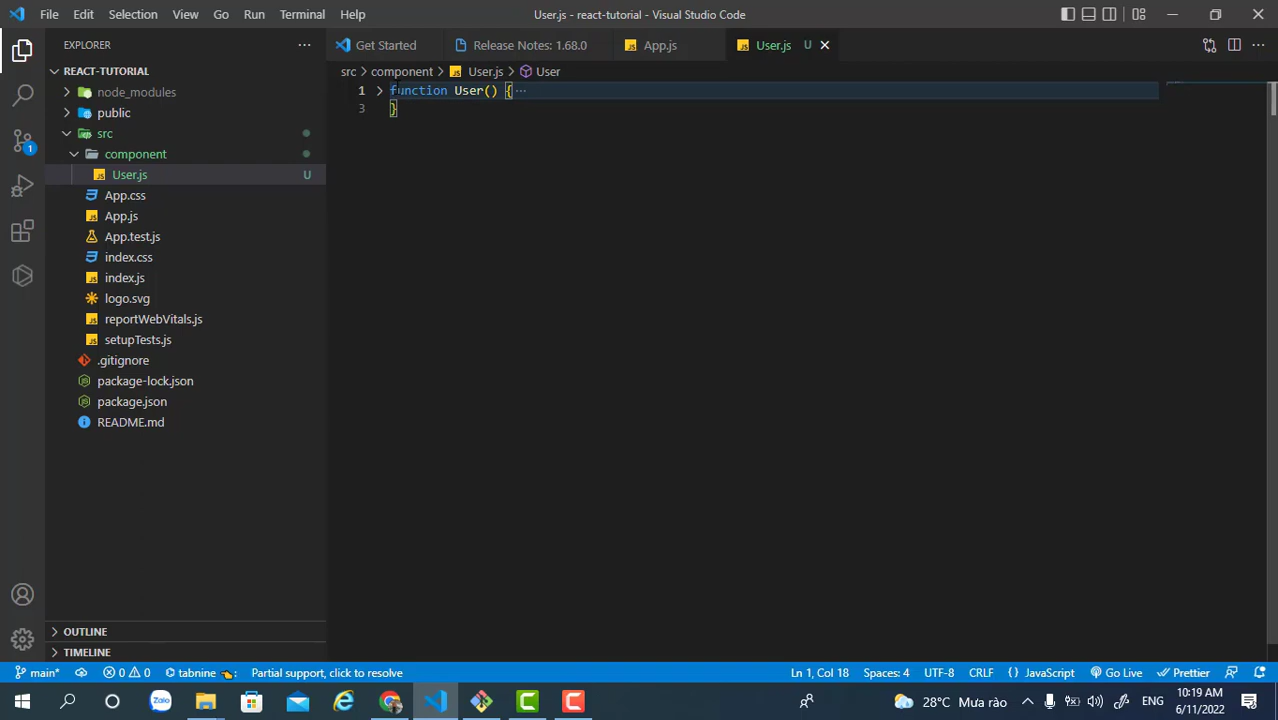 File Edit Selection View Go Run Terminal Help
User.js - react-tutorial - Visual Studio Code
EXPLORER
Get Started
Release Notes: 1.68.0
App.js
User.js U
REACT-TUTORIAL
node_modules
public
src
component
User.js U
App.css
App.js
App.test.js
index.css
index.js
logo.svg
reportWebVitals.js
setupTests.js
.gitignore
package-lock.json
package.json
README.md
OUTLINE
TIMELINE
src > component > User.js > User
1 function User() { ...
3 }
1
main* 0 0 tabnine Partial support, click to resolve
Ln 1, Col 18 Spaces: 4 UTF-8 CRLF { } JavaScript Go Live Prettier
Zalo
28°C Mưa rào ENG
10:19 AM
6/11/2022